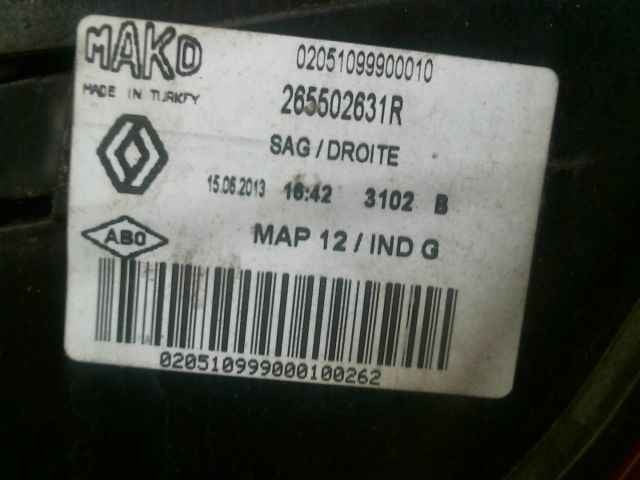 MAKO
02051099900010
MADE IN TURKEY
265502631R
SAG / DROITE
15.06.2013 16:42 3102 B
ABO
MAP 12 / IND G
020510999000100262